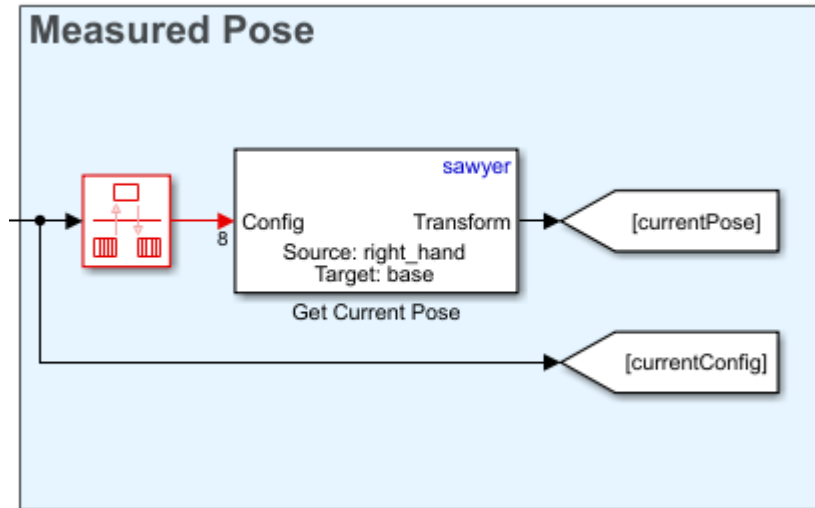 Measured Pose
sawyer
Config
Transform
8
Source: right_hand
Target: base
Get Current Pose
[currentPose]
[currentConfig]